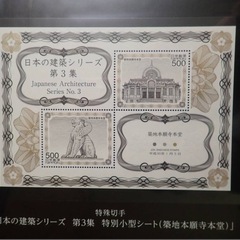 日本の建築シリーズ
第3集
Japanese Architecture
Series No. 3
500
500
築地本願寺本堂
特殊切手
日本の建築シリーズ 第3集 特別小型シート(築地本願寺本堂)」